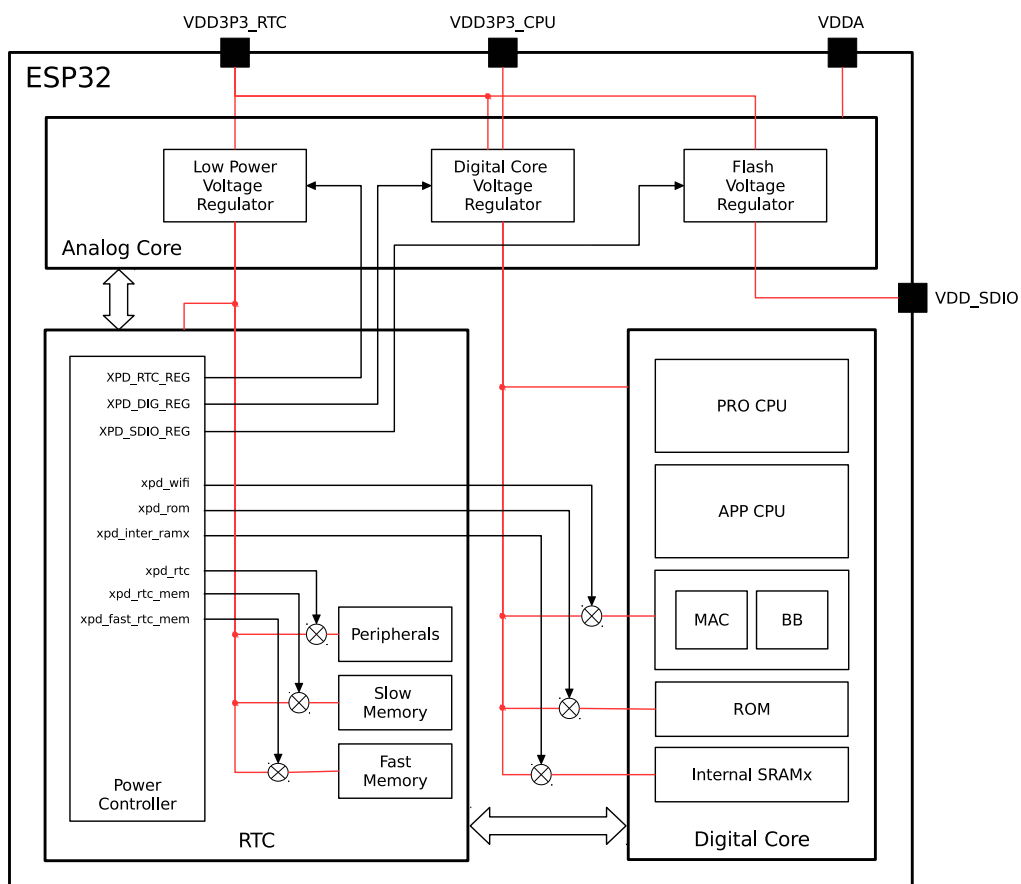 VDD3P3_RTC
VDD3P3_CPU
VDDA
ESP32
Low Power
Voltage
Regulator
Digital Core
Voltage
Regulator
Flash
Voltage
Regulator
Analog Core
VDD_SDIO
XPD_RTC_REG
XPD_DIG_REG
XPD_SDIO_REG
xpd_wifi
xpd_rom
xpd_inter_ramx
xpd_rtc
xpd_rtc_mem
xpd_fast_rtc_mem
Power
Controller
Peripherals
Slow
Memory
Fast
Memory
RTC
PRO CPU
APP CPU
MAC
BB
ROM
Internal SRAMx
Digital Core